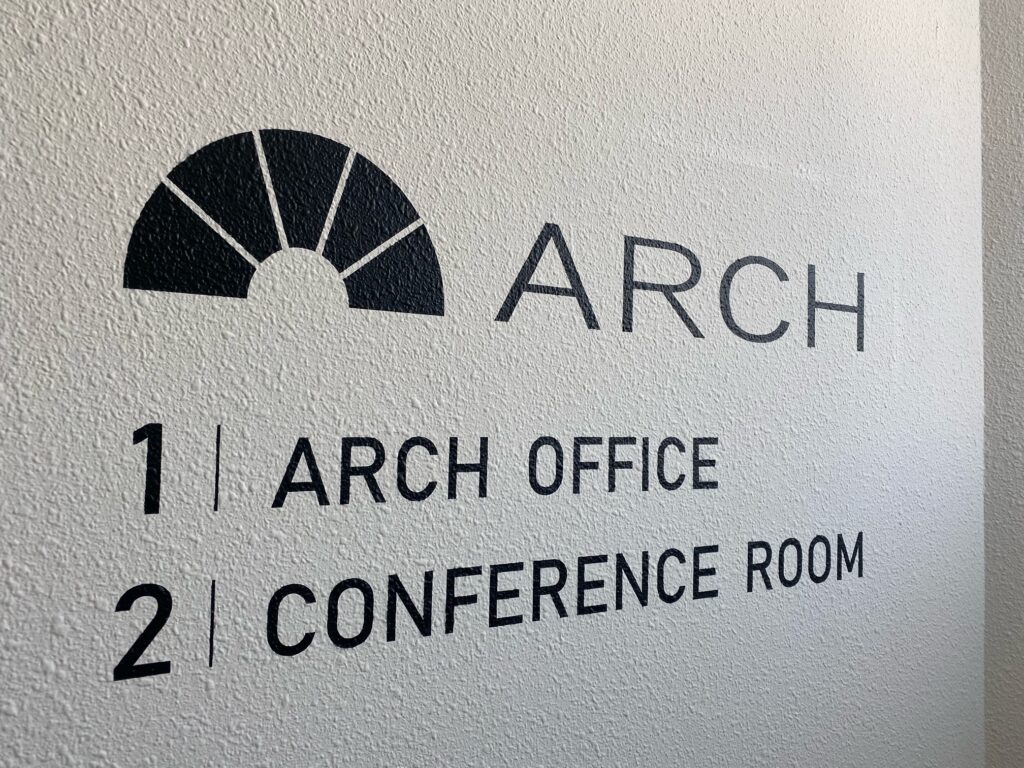 ARCH
1 | ARCH OFFICE
2 | CONFERENCE ROOM